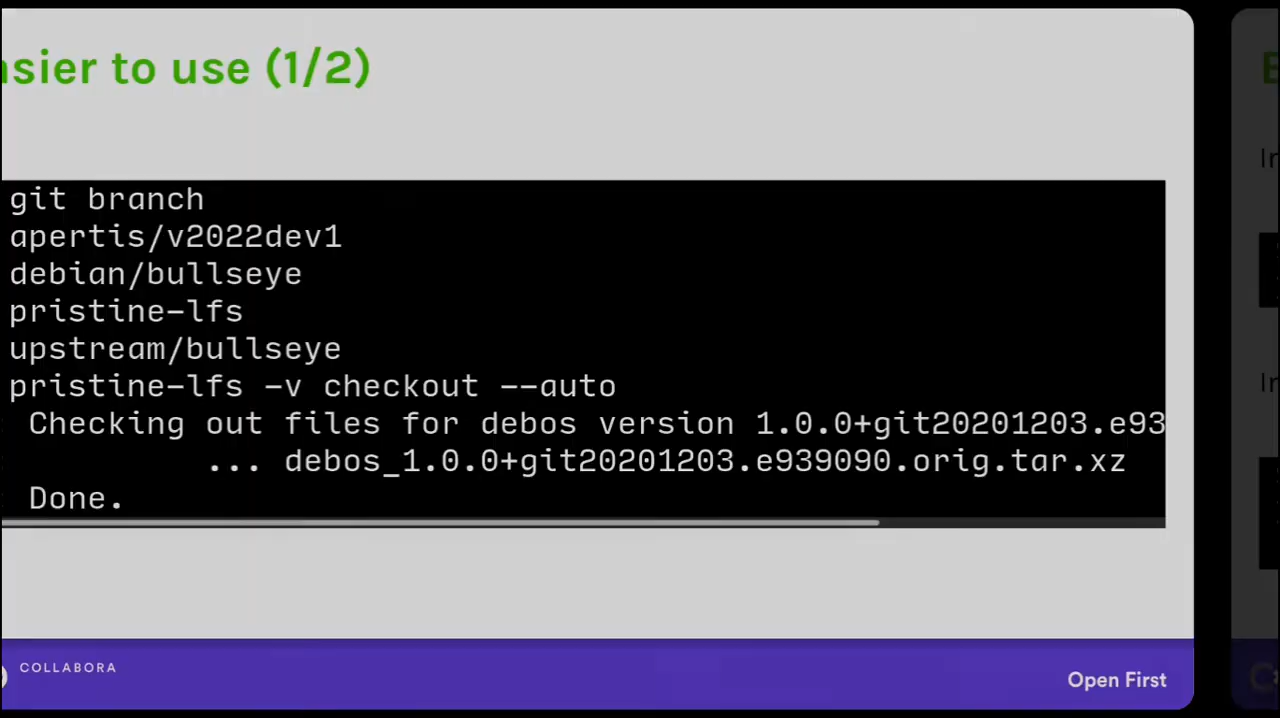 asier to use (1/2)
git branch
apertis/v2022dev1
debian/bullseye
pristine-lfs
upstream/bullseye
pristine-lfs -v checkout --auto
Checking out files for debos version 1.0.0+git20201203.e93
... debos_1.0.0+git20201203.e939090.orig.tar.xz
Done.
COLLABORA
Open First